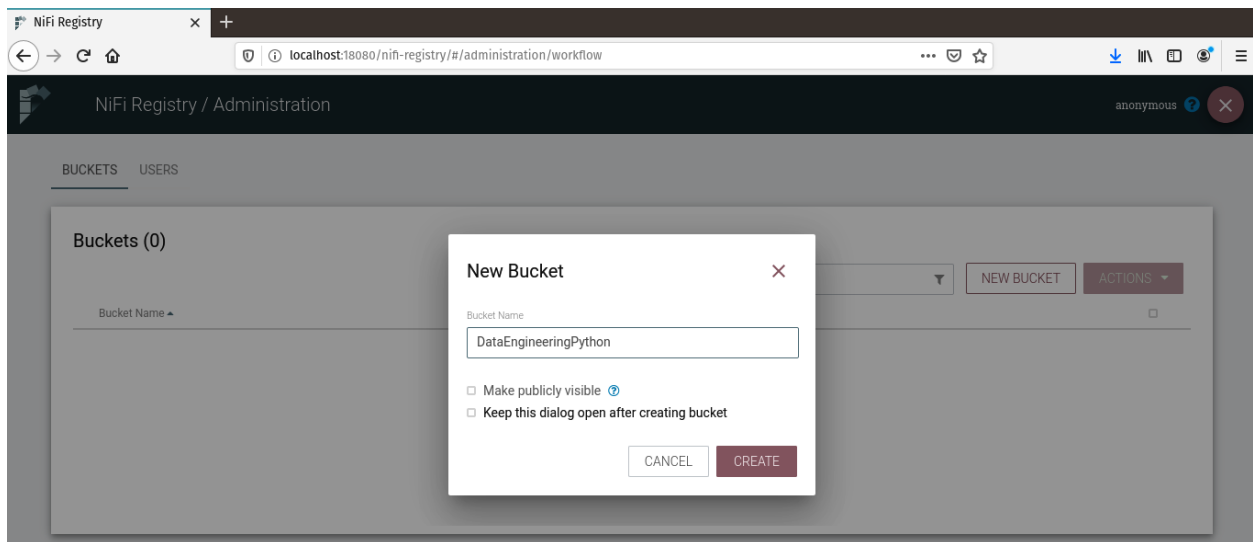 NiFi Registry
localhost:18080/nifi-registry/#/administration/workflow
NiFi Registry / Administration
anonymous
BUCKETS USERS
Buckets (0)
New Bucket
NEW BUCKET ACTIONS
Bucket Name
Bucket Name
DataEngineeringPython
Make publicly visible
Keep this dialog open after creating bucket
CANCEL CREATE